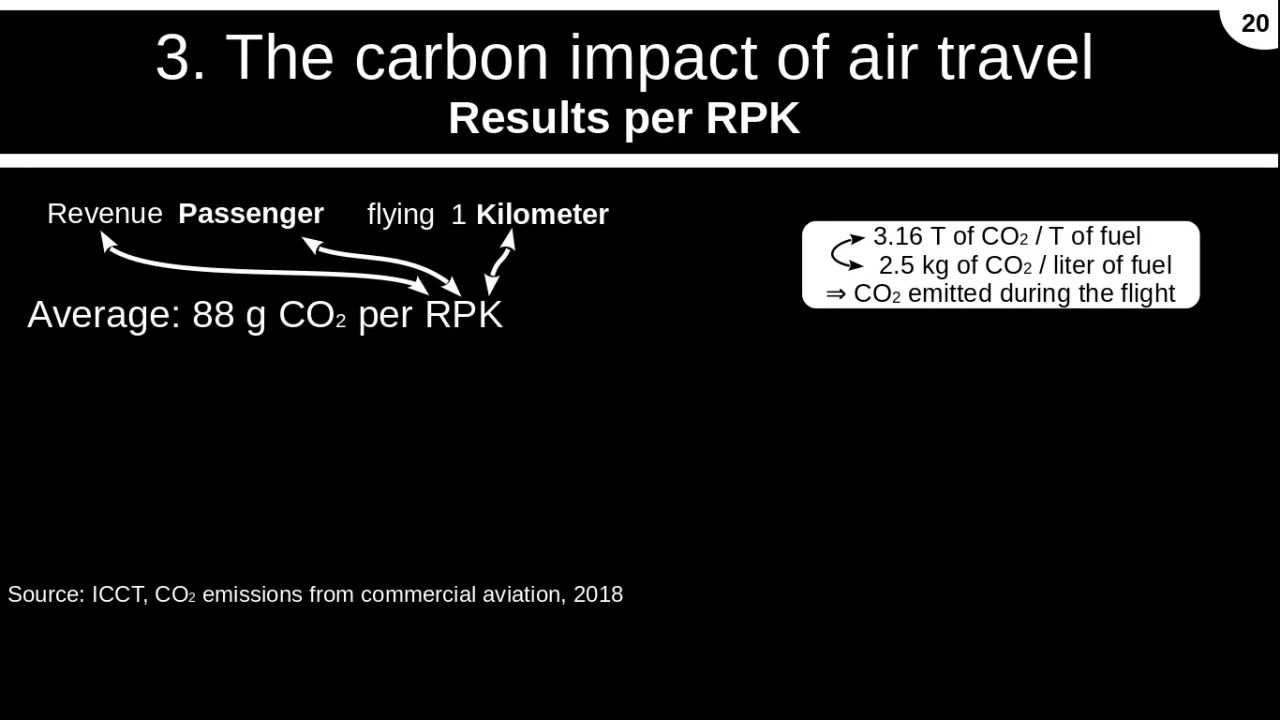 20
3. The carbon impact of air travel
Results per RPK
Revenue Passenger flying 1 Kilometer
3.16 T of CO₂ / T of fuel
2.5 kg of CO₂ / liter of fuel
⇒ CO₂ emitted during the flight
Average: 88 g CO₂ per RPK
Source: ICCT, CO₂ emissions from commercial aviation, 2018